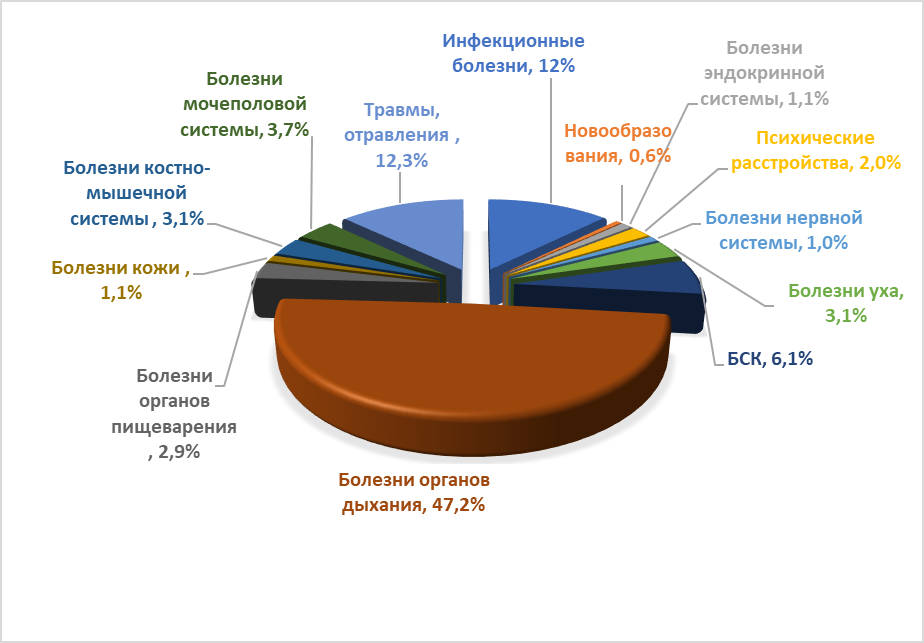 Инфекционные
болезни, 12%
Новообразо
вания, 0,6%
Болезни
эндокринной
системы, 1,1%
Психические
расстройства, 2,0%
Болезни нервной
системы, 1,0%
Болезни уха,
3,1%
БСК, 6,1%
Болезни органов
дыхания, 47,2%
Болезни
органов
пищеварения
, 2,9%
Болезни кожи ,
1,1%
Болезни костно-
мышечной
системы , 3,1%
Болезни
мочеполовой
системы, 3,7%
Травмы,
отравления ,
12,3%